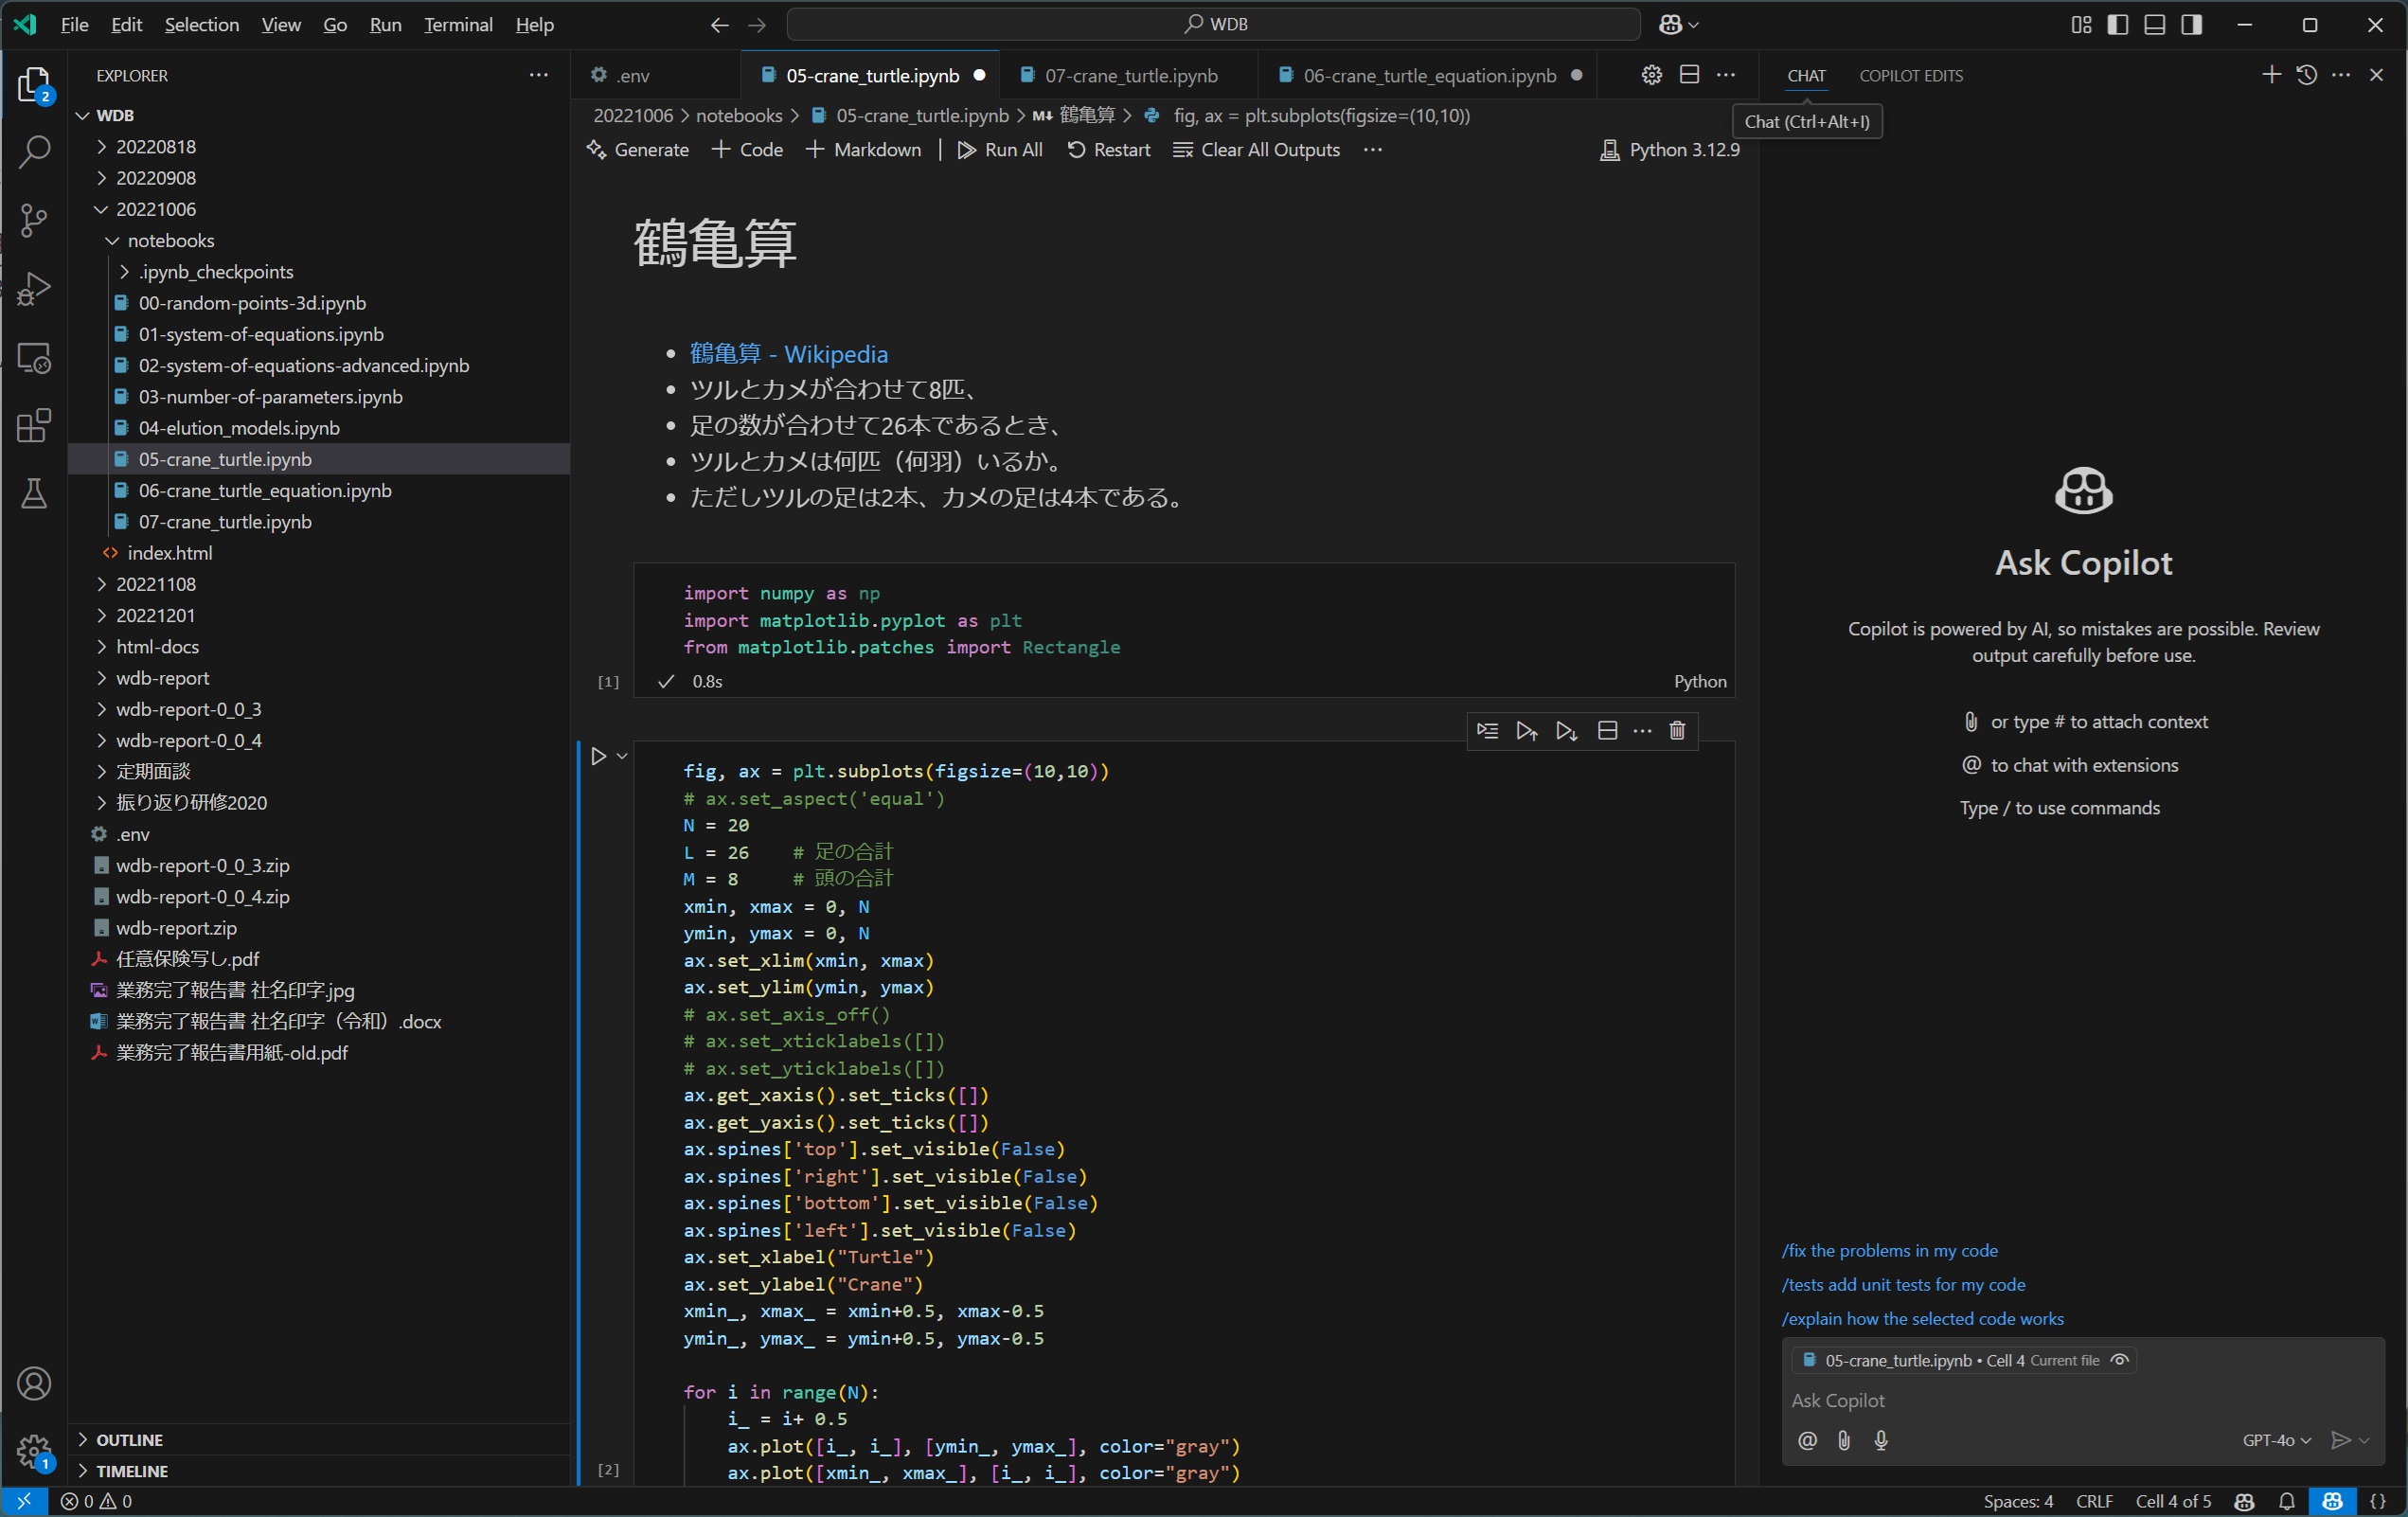 File Edit Selection View Go Run Terminal Help
WDB
EXPLORER
WDB
20220818
20220908
20221006
notebooks
.ipynb_checkpoints
00-random-points-3d.ipynb
01-system-of-equations.ipynb
02-system-of-equations-advanced.ipynb
03-number-of-parameters.ipynb
04-elution_models.ipynb
05-crane_turtle.ipynb
06-crane_turtle_equation.ipynb
07-crane_turtle.ipynb
index.html
20221108
20221201
html-docs
wdb-report
wdb-report-0_0_3
wdb-report-0_0_4
定期面談
振り返り研修2020
.env
wdb-report-0_0_3.zip
wdb-report-0_0_4.zip
wdb-report.zip
任意保険写し.pdf
業務完了報告書 社名印字.jpg
業務完了報告書 社名印字（令和）.docx
業務完了報告書用紙-old.pdf
OUTLINE
TIMELINE
2
1
.env
05-crane_turtle.ipynb
07-crane_turtle.ipynb
06-crane_turtle_equation.ipynb
20221006 > notebooks > 05-crane_turtle.ipynb > M↓ 鶴亀算 > fig, ax = plt.subplots(figsize=(10,10))
Generate + Code + Markdown | Run All Restart Clear All Outputs ... Python 3.12.9
鶴亀算
• 鶴亀算 - Wikipedia
• ツルとカメが合わせて8匹、
• 足の数が合わせて26本であるとき、
• ツルとカメは何匹（何羽）いるか。
• ただしツルの足は2本、カメの足は4本である。
import numpy as np
import matplotlib.pyplot as plt
from matplotlib.patches import Rectangle
[1] ✓ 0.8s Python
fig, ax = plt.subplots(figsize=(10,10))
# ax.set_aspect('equal')
N = 20
L = 26    # 足の合計
M = 8     # 頭の合計
xmin, xmax = 0, N
ymin, ymax = 0, N
ax.set_xlim(xmin, xmax)
ax.set_ylim(ymin, ymax)
# ax.set_axis_off()
# ax.set_xticklabels([])
# ax.set_yticklabels([])
ax.get_xaxis().set_ticks([])
ax.get_yaxis().set_ticks([])
ax.spines['top'].set_visible(False)
ax.spines['right'].set_visible(False)
ax.spines['bottom'].set_visible(False)
ax.spines['left'].set_visible(False)
ax.set_xlabel("Turtle")
ax.set_ylabel("Crane")
xmin_, xmax_ = xmin+0.5, xmax-0.5
ymin_, ymax_ = ymin+0.5, ymax-0.5
for i in range(N):
    i_ = i+ 0.5
    ax.plot([i_, i_], [ymin_, ymax_], color="gray")
    ax.plot([xmin_, xmax_], [i_, i_], color="gray")
[2]
CHAT COPILOT EDITS
Chat (Ctrl+Alt+I)
Ask Copilot
Copilot is powered by AI, so mistakes are possible. Review
output carefully before use.
or type # to attach context
@ to chat with extensions
Type / to use commands
/fix the problems in my code
/tests add unit tests for my code
/explain how the selected code works
05-crane_turtle.ipynb • Cell 4 Current file
Ask Copilot
@ GPT-4o
0 0
Spaces: 4 CRLF Cell 4 of 5 {}